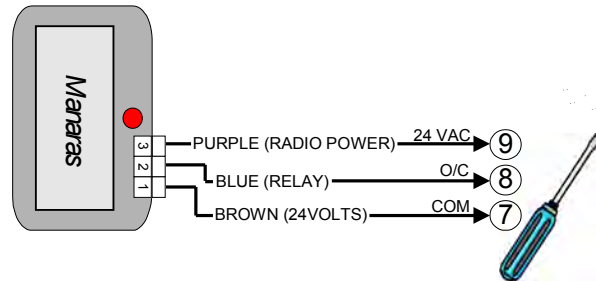 Manaras
3 PURPLE (RADIO POWER) 24 VAC 9
2 BLUE (RELAY) O/C 8
1 BROWN (24VOLTS) COM 7